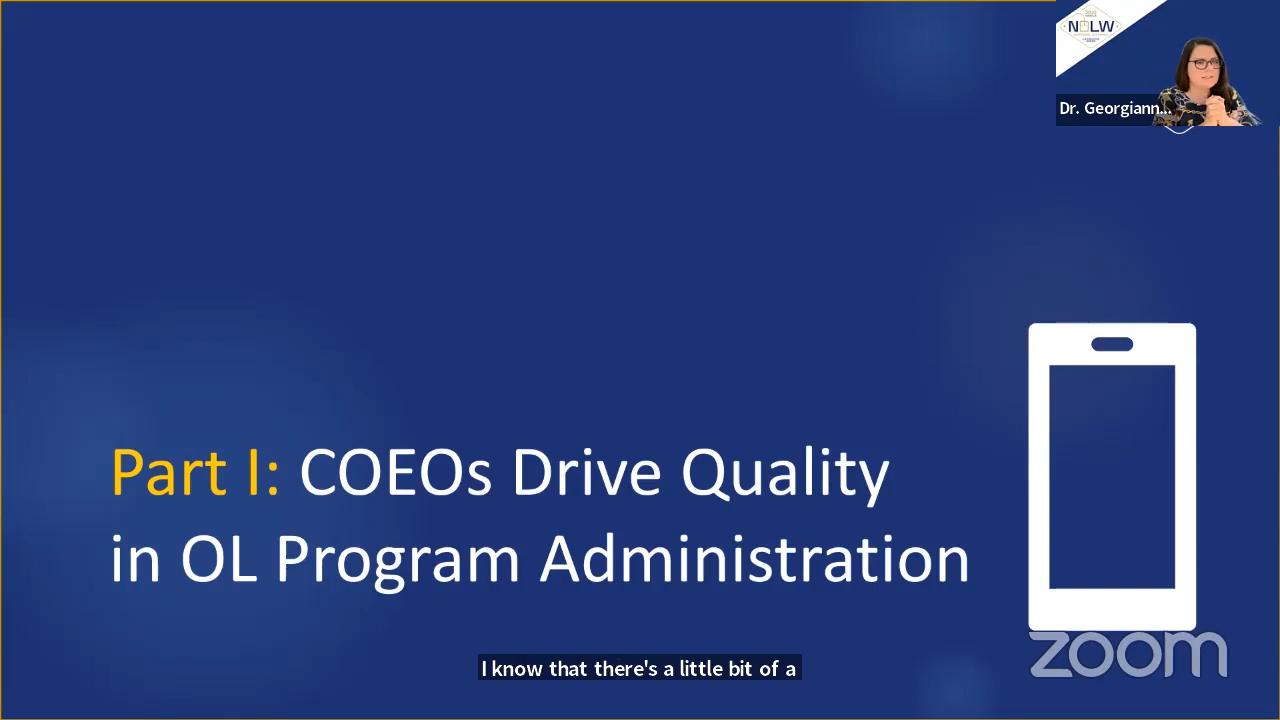 NOLW
Dr. Georgiann...
Part I: COEOs Drive Quality
in OL Program Administration
I know that there's a little bit of a
zoom